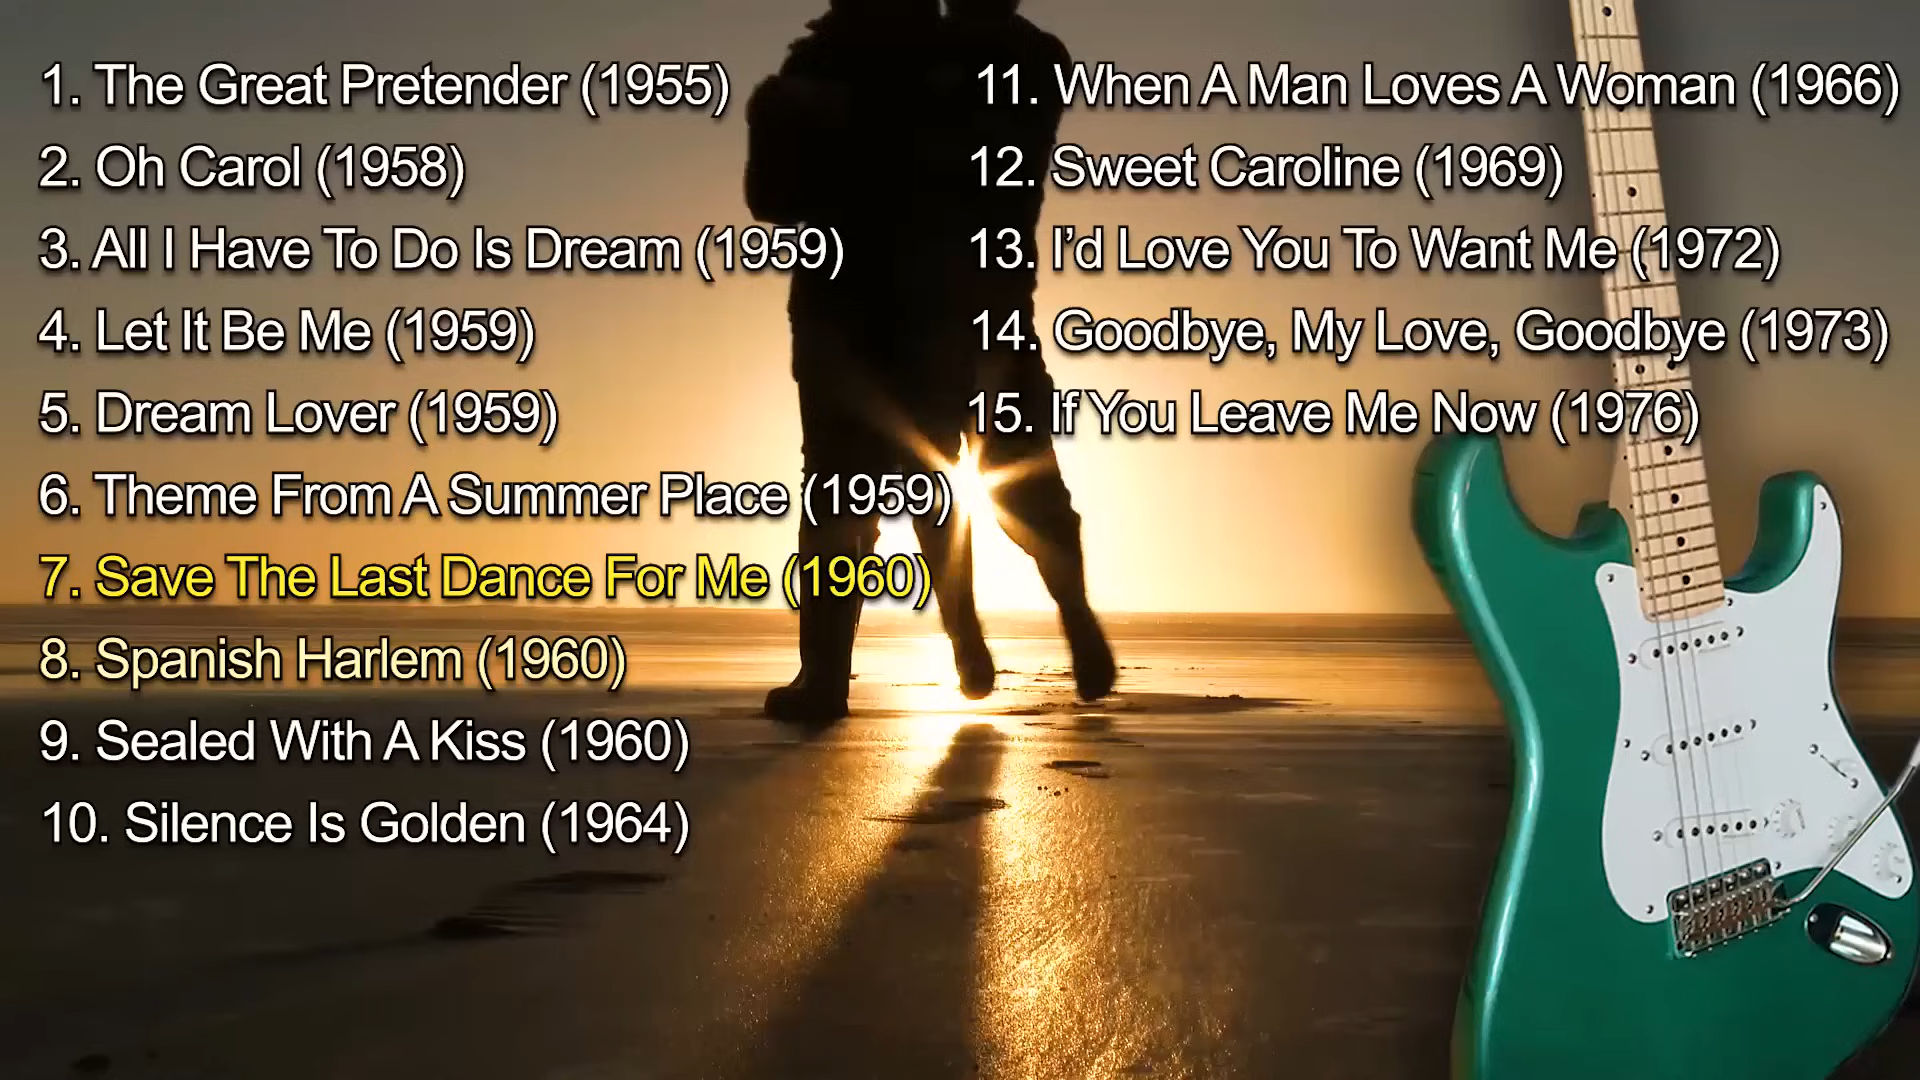 1. The Great Pretender (1955)
2. Oh Carol (1958)
3. All I Have To Do Is Dream (1959)
4. Let It Be Me (1959)
5. Dream Lover (1959)
6. Theme From A Summer Place (1959)
7. Save The Last Dance For Me (1960)
8. Spanish Harlem (1960)
9. Sealed With A Kiss (1960)
10. Silence Is Golden (1964)
11. When A Man Loves A Woman (1966)
12. Sweet Caroline (1969)
13. I’d Love You To Want Me (1972)
14. Goodbye, My Love, Goodbye (1973)
15. If You Leave Me Now (1976)